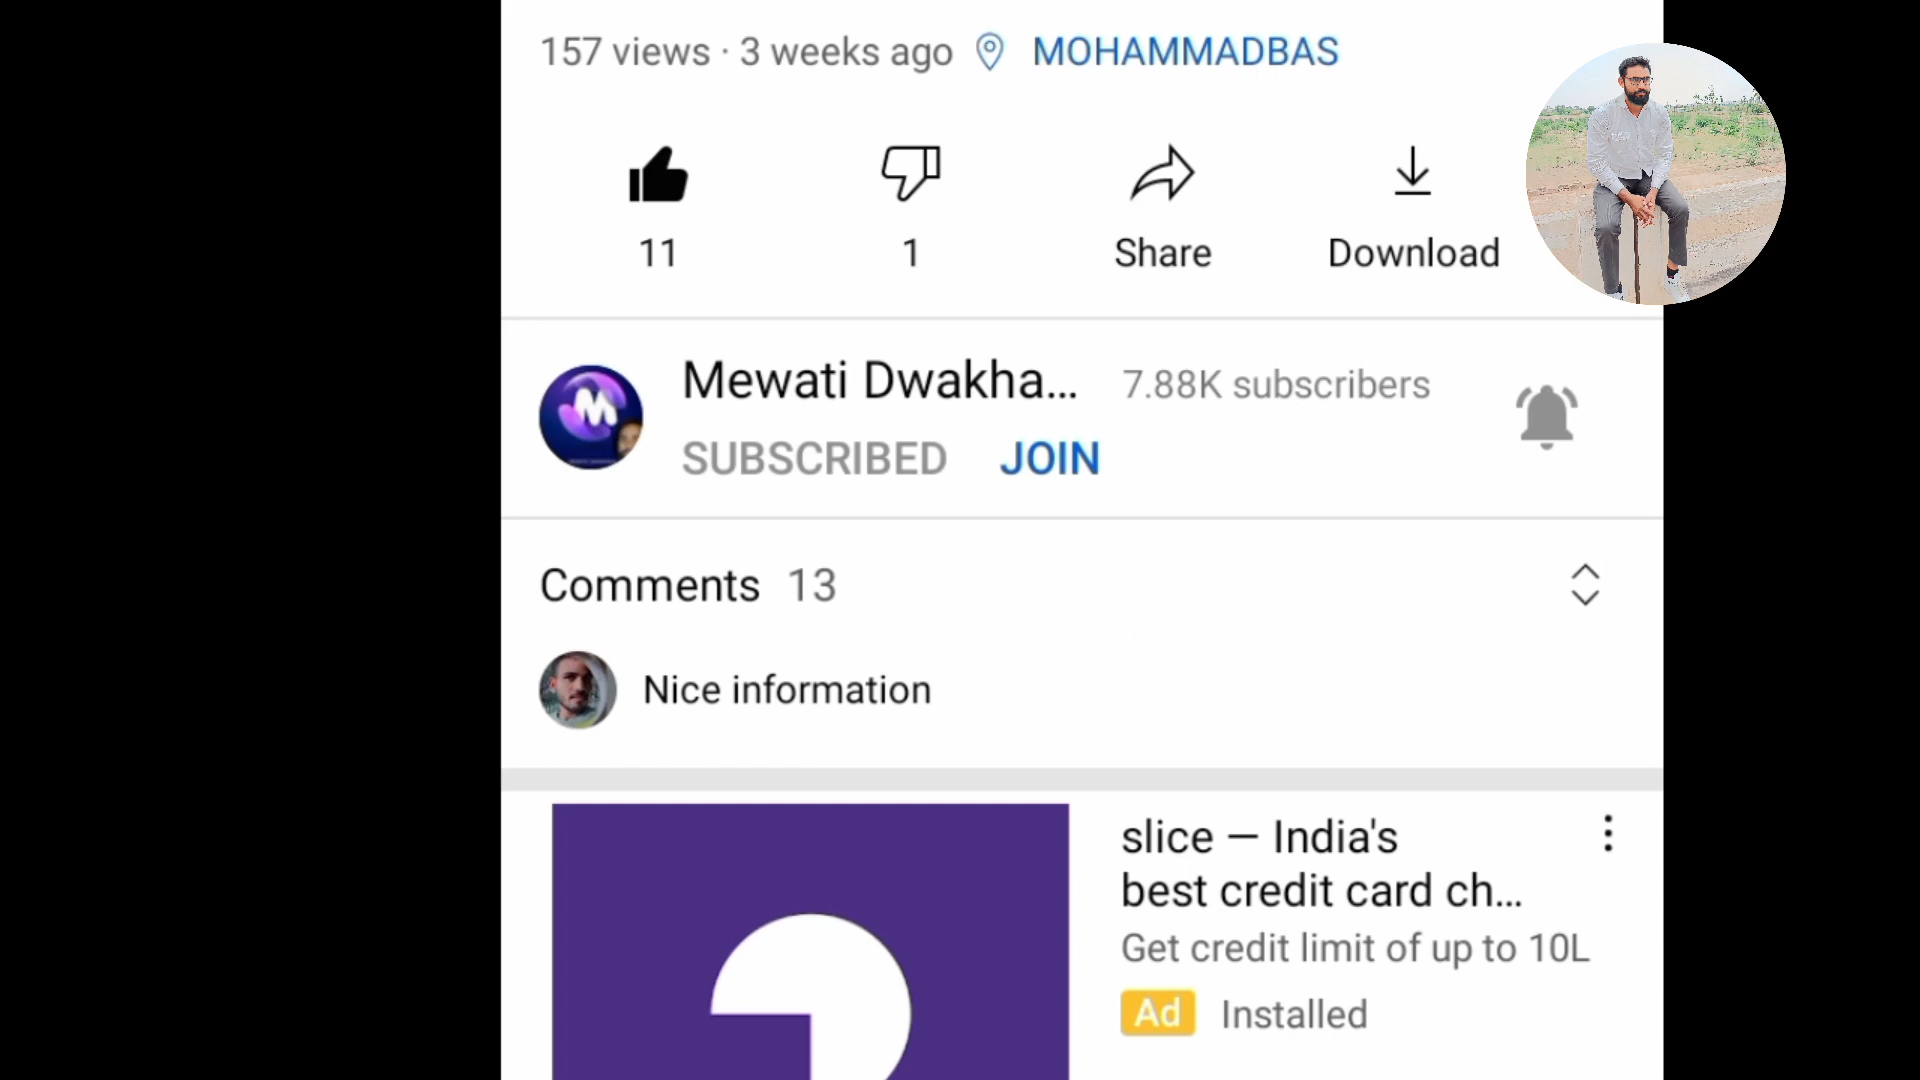 157 views · 3 weeks ago MOHAMMADBAS
11 1 Share Download
Mewati Dwakha... 7.88K subscribers
SUBSCRIBED JOIN
Comments 13
Nice information
slice — India's
best credit card ch...
Get credit limit of up to 10L
Ad Installed